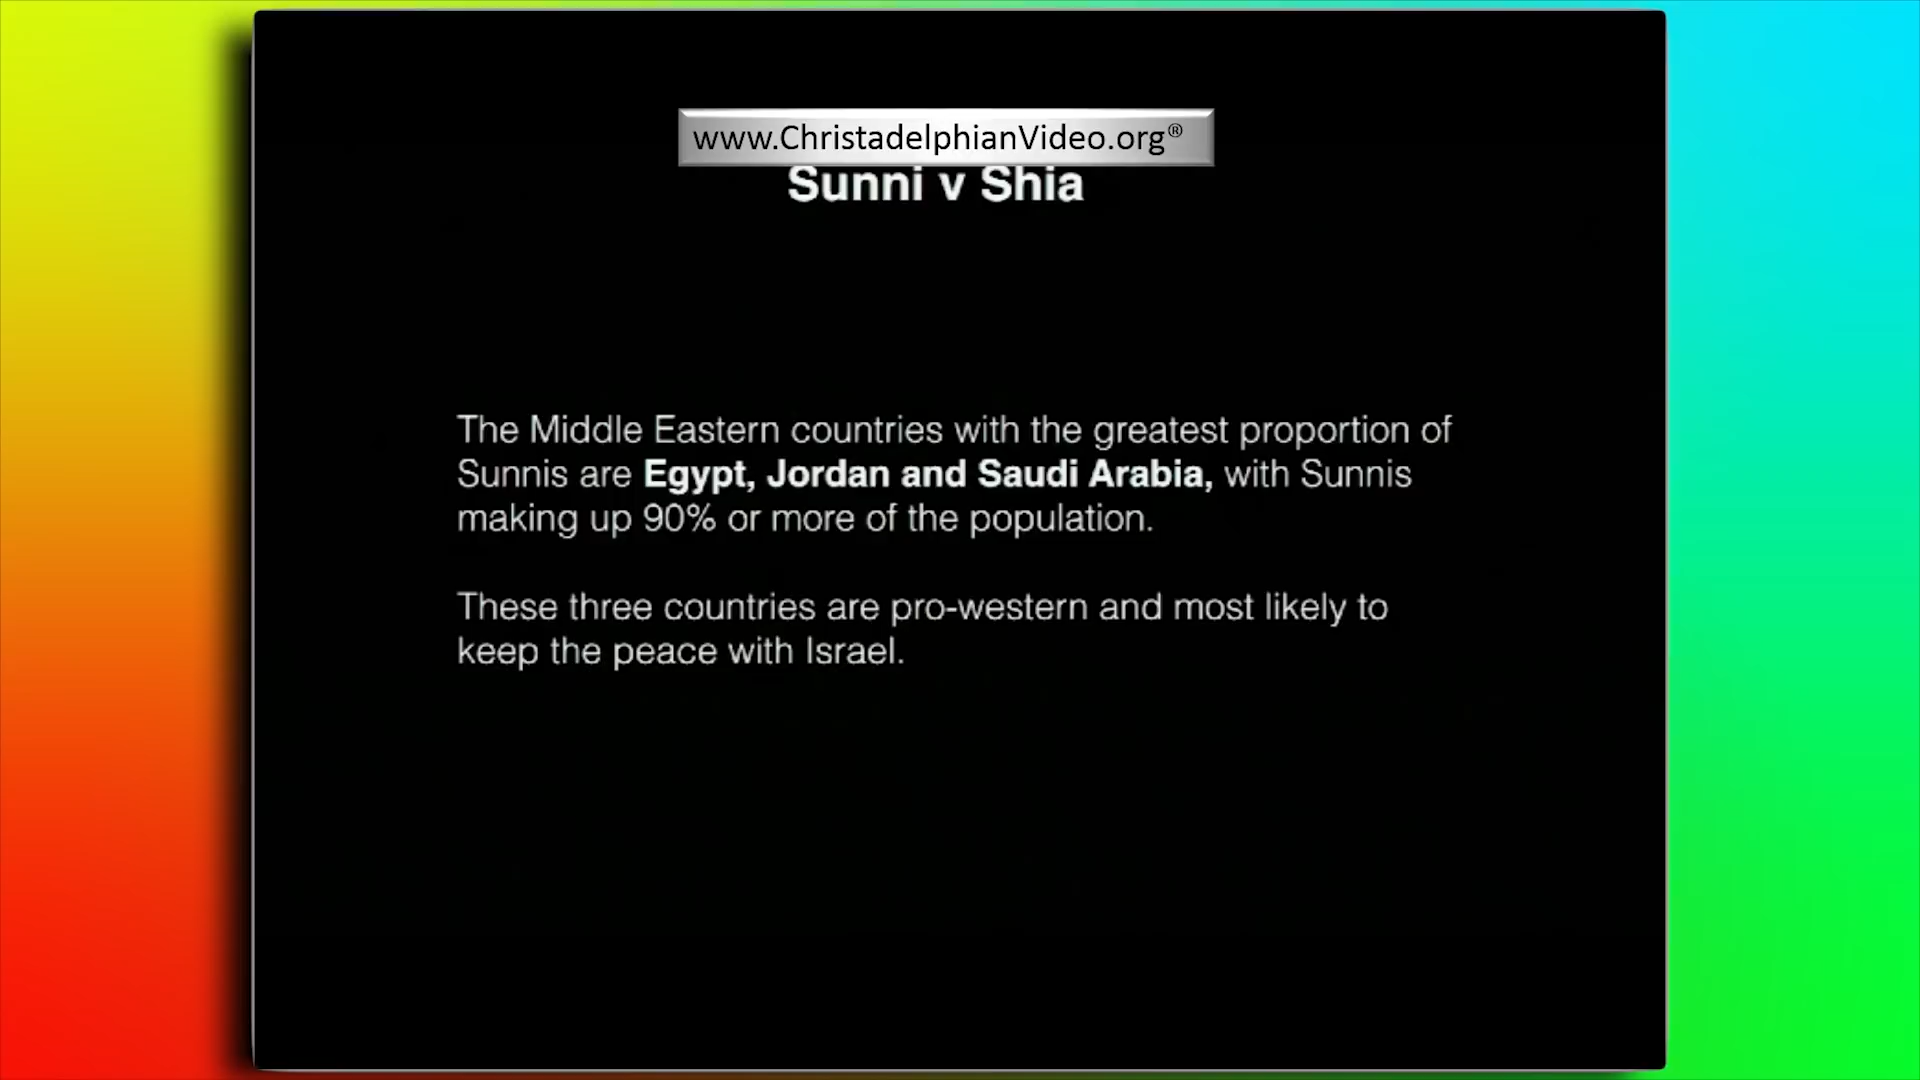 www.ChristadelphianVideo.org®
Sunni v Shia
The Middle Eastern countries with the greatest proportion of
Sunnis are Egypt, Jordan and Saudi Arabia, with Sunnis
making up 90% or more of the population.
These three countries are pro-western and most likely to
keep the peace with Israel.